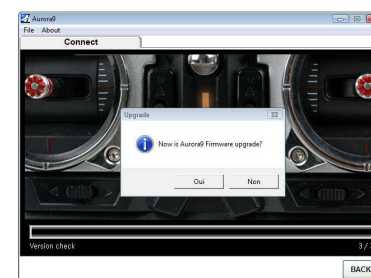 Aurora9
File About
Connect
Upgrade
Now is Aurora9 Firmware upgrade?
Oui Non
Version check
BACK